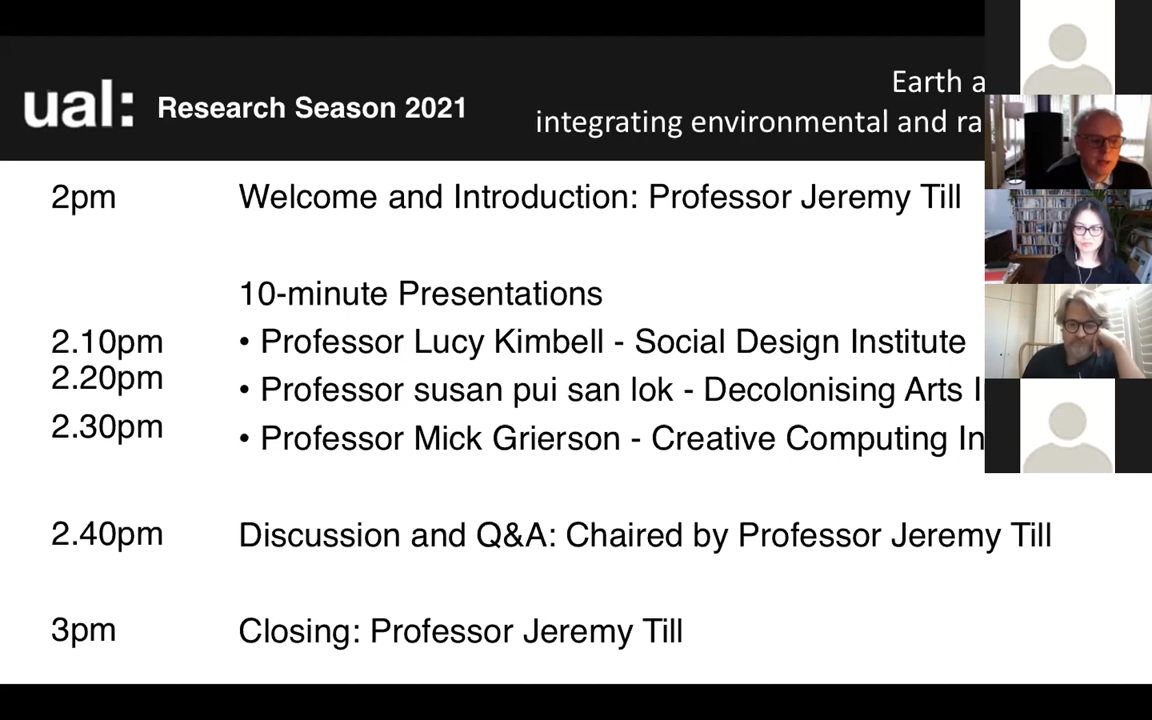 ual: Research Season 2021
Earth a
integrating environmental and ra
2pm Welcome and Introduction: Professor Jeremy Till
10-minute Presentations
2.10pm • Professor Lucy Kimbell - Social Design Institute
2.20pm • Professor susan pui san lok - Decolonising Arts I
2.30pm • Professor Mick Grierson - Creative Computing In
2.40pm Discussion and Q&A: Chaired by Professor Jeremy Till
3pm Closing: Professor Jeremy Till